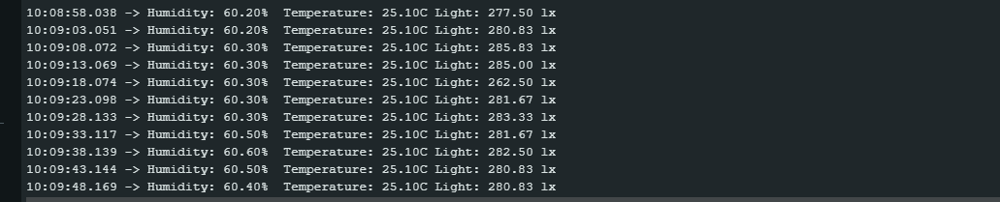 10:08:58.038 -> Humidity: 60.20%  Temperature: 25.10C Light: 277.50 lx
10:09:03.051 -> Humidity: 60.20%  Temperature: 25.10C Light: 280.83 lx
10:09:08.072 -> Humidity: 60.30%  Temperature: 25.10C Light: 285.83 lx
10:09:13.069 -> Humidity: 60.30%  Temperature: 25.10C Light: 285.00 lx
10:09:18.074 -> Humidity: 60.30%  Temperature: 25.10C Light: 262.50 lx
10:09:23.098 -> Humidity: 60.30%  Temperature: 25.10C Light: 281.67 lx
10:09:28.133 -> Humidity: 60.30%  Temperature: 25.10C Light: 283.33 lx
10:09:33.117 -> Humidity: 60.50%  Temperature: 25.10C Light: 281.67 lx
10:09:38.139 -> Humidity: 60.60%  Temperature: 25.10C Light: 282.50 lx
10:09:43.144 -> Humidity: 60.50%  Temperature: 25.10C Light: 280.83 lx
10:09:48.169 -> Humidity: 60.40%  Temperature: 25.10C Light: 280.83 lx